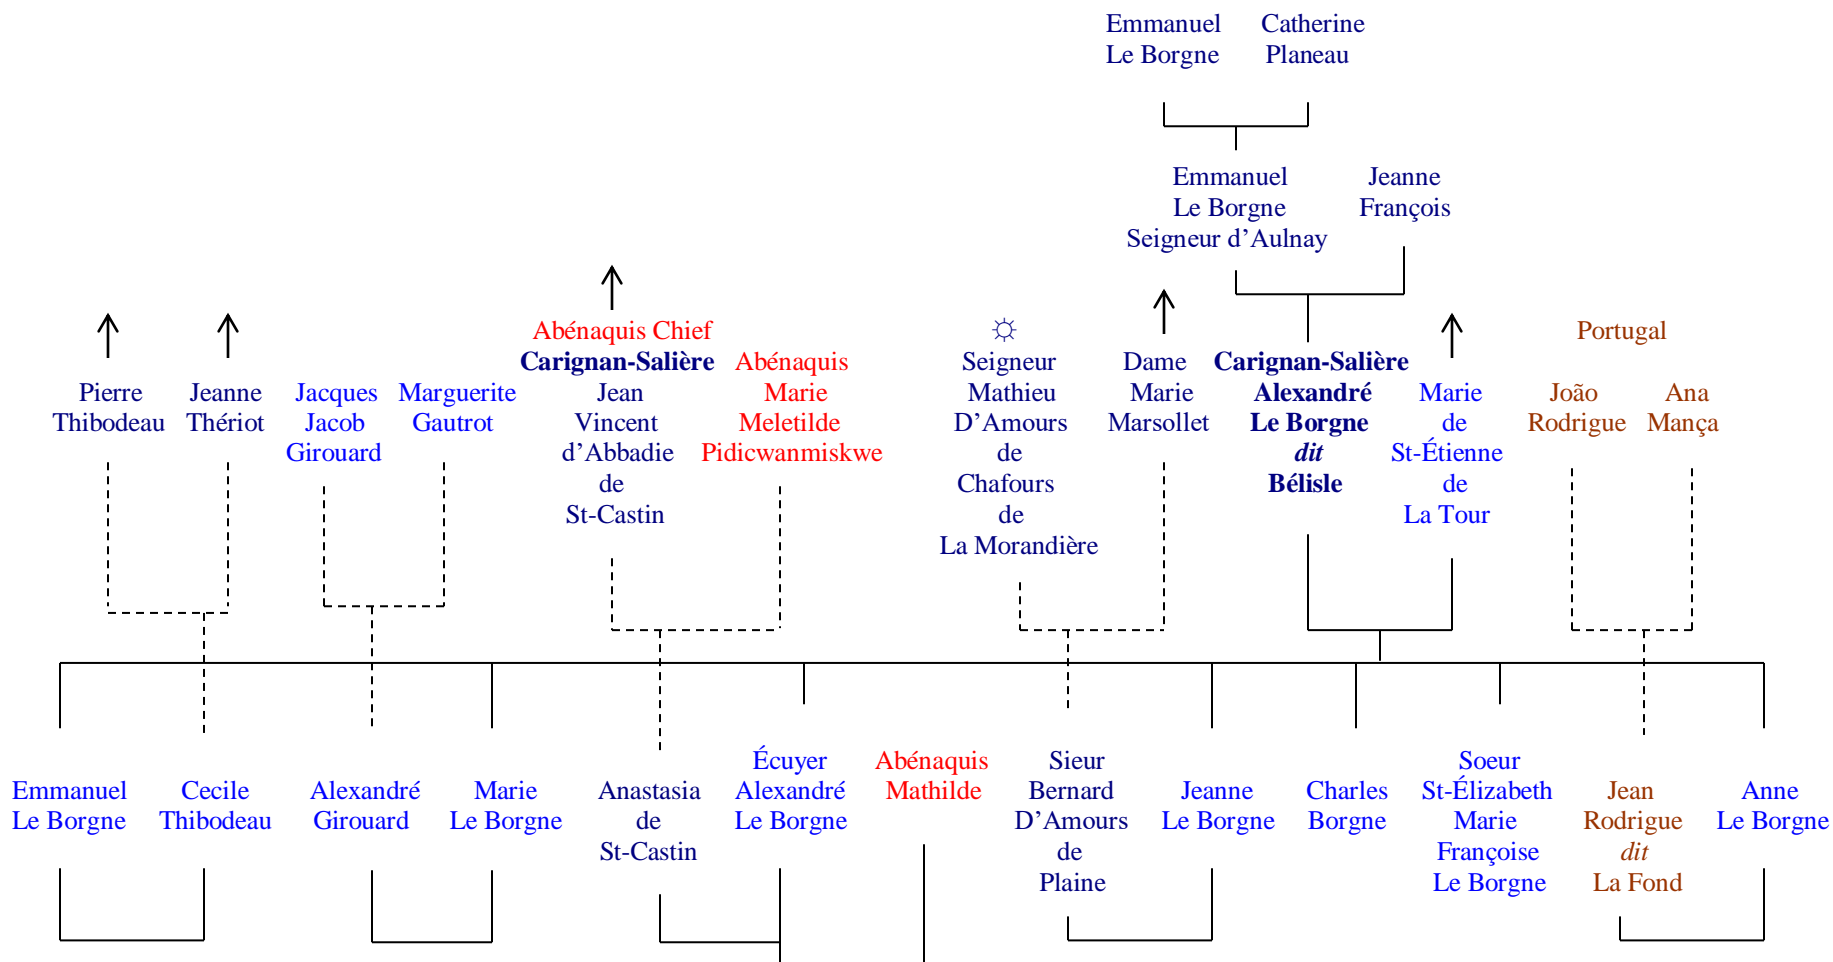 Emmanuel
Le Borgne
Catherine
Planeau
Emmanuel
Le Borgne
Seigneur d’Aulnay
Jeanne
François
Pierre
Thibodeau
Jeanne
Thériot
Jacques
Jacob
Girouard
Marguerite
Gautrot
Abénaquis Chief
Carignan-Salière
Jean
Vincent
d’Abbadie
de
St-Castin
Abénaquis
Marie
Meletilde
Pidicwanmiskwe
Seigneur
Mathieu
D’Amours
de
Chafours
de
La Morandière
Dame
Marie
Marsollet
Carignan-Salière
Alexandré
Le Borgne
dit
Bélisle
Marie
de
St-Étienne
de
La Tour
Portugal
João
Rodrigue
Ana
Mança
Emmanuel
Le Borgne
Cecile
Thibodeau
Alexandré
Girouard
Marie
Le Borgne
Anastasia
de
St-Castin
Écuyer
Alexandré
Le Borgne
Abénaquis
Mathilde
Sieur
Bernard
D’Amours
de
Plaine
Jeanne
Le Borgne
Charles
Borgne
Soeur
St-Élizabeth
Marie
Françoise
Le Borgne
Jean
Rodrigue
dit
La Fond
Anne
Le Borgne